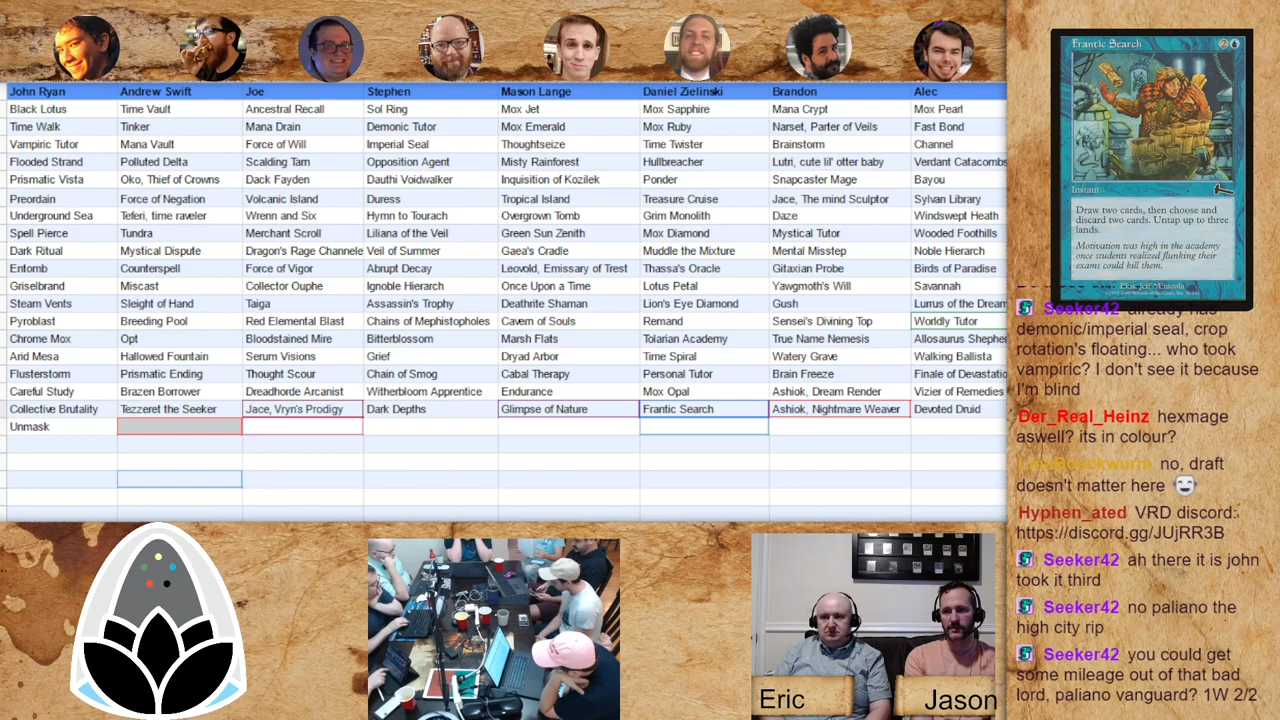 John Ryan Andrew Swift Joe Stephen Mason Lange Daniel Zielinski Brandon Alec
Black Lotus Time Vault Ancestral Recall Sol Ring Mox Jet Mox Sapphire Mana Crypt Mox Pearl
Time Walk Tinker Mana Drain Demonic Tutor Mox Emerald Mox Ruby Narset, Parter of Veils Fast Bond
Vampiric Tutor Mana Vault Force of Will Imperial Seal Thoughtseize Time Twister Brainstorm Channel
Flooded Strand Polluted Delta Scalding Tarn Opposition Agent Misty Rainforest Hullbreacher Lutri, cute lil' otter baby Verdant Catacombs
Prismatic Vista Oko, Thief of Crowns Dack Fayden Dauthi Voidwalker Inquisition of Kozilek Ponder Snapcaster Mage Bayou
Preordain Force of Negation Volcanic Island Duress Tropical Island Treasure Cruise Jace, The mind Sculptor Sylvan Library
Underground Sea Teferi, time raveler Wrenn and Six Hymn to Tourach Overgrown Tomb Grim Monolith Daze Windswept Heath
Spell Pierce Tundra Merchant Scroll Liliana of the Veil Green Sun Zenith Mox Diamond Mystical Tutor Wooded Foothills
Dark Ritual Mystical Dispute Dragon's Rage Channele Veil of Summer Gaea's Cradle Muddle the Mixture Mental Misstep Noble Hierarch
Entomb Counterspell Force of Vigor Abrupt Decay Leovold, Emissary of Trest Thassa's Oracle Gitaxian Probe Birds of Paradise
Griselbrand Miscast Collector Ouphe Ignoble Hierarch Once Upon a Time Lotus Petal Yawgmoth's Will Savannah
Steam Vents Sleight of Hand Taiga Assassin's Trophy Deathrite Shaman Lion's Eye Diamond Gush Lurrus of the Dream
Pyroblast Breeding Pool Red Elemental Blast Chains of Mephistopheles Cavern of Souls Remand Sensei's Divining Top Worldly Tutor
Chrome Mox Opt Bloodstained Mire Bitterblossom Marsh Flats Tolarian Academy True Name Nemesis Allosaurus Shepher
Arid Mesa Hallowed Fountain Serum Visions Grief Dryad Arbor Time Spiral Watery Grave Walking Ballista
Flusterstorm Prismatic Ending Thought Scour Chain of Smog Cabal Therapy Personal Tutor Brain Freeze Finale of Devastatio
Careful Study Brazen Borrower Dreadhorde Arcanist Witherbloom Apprentice Endurance Mox Opal Ashiok, Dream Render Vizier of Remedies
Collective Brutality Tezzeret the Seeker Jace, Vryn's Prodigy Dark Depths Glimpse of Nature Frantic Search Ashiok, Nightmare Weaver Devoted Druid
Unmask
Eric
Jason
Frantic Search 2
Instant
Draw two cards, then choose and
discard two cards. Untap up to three
lands.
Motivation was high in the academy
once students realized flunking their
exams could kill them.
Seeker42 already has
demonic/imperial seal, crop
rotation's floating... who took
vampiric? I don't see it because
I'm blind
Der_Real_Heinz hexmage
aswell? its in colour?
no, draft
doesn't matter here
Hyphen_ated VRD discord:
https://discord.gg/JUjRR3B
Seeker42 ah there it is john
took it third
Seeker42 no paliano the
high city rip
Seeker42 you could get
some mileage out of that bad
lord, paliano vanguard? 1W 2/2